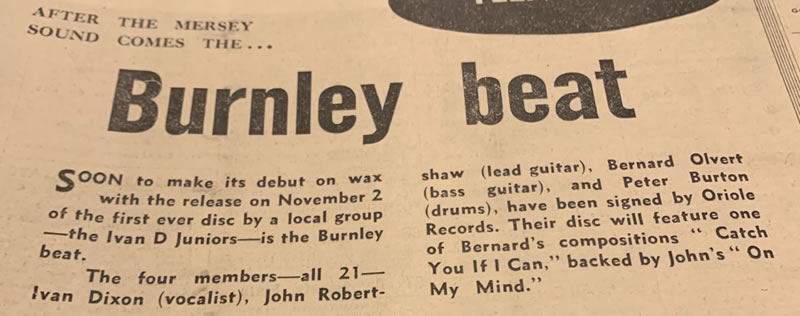 AFTER THE MERSEY
SOUND COMES THE...
Burnley beat
SOON to make its debut on wax
with the release on November 2
of the first ever disc by a local group
—the Ivan D Juniors—is the Burnley
beat.
The four members—all 21—
Ivan Dixon (vocalist), John Robert-
shaw (lead guitar), Bernard Olvert
(bass guitar), and Peter Burton
(drums), have been signed by Oriole
Records. Their disc will feature one
of Bernard's compositions " Catch
You If I Can," backed by John's " On
My Mind."